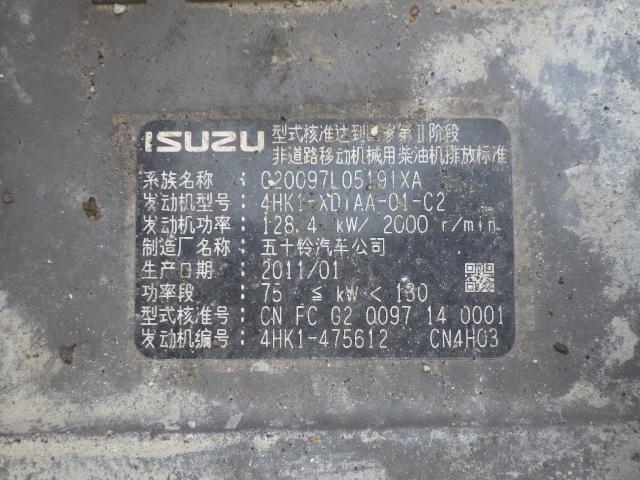 ISUZU 型式核准达到国家第Ⅱ阶段
非道路移动机械用柴油机排放标准
系族名称 : G20097L05191XA
发动机型号 : 4HK1-XDIAA-01-C2
发动机功率 : 128.4 kW/ 2000 r/min
制造厂名称 : 五十铃汽车公司
生产日期 : 2011/01
功率段 : 75 ≤ kW < 130
型式核准号 : CN FC G2 0097 14 0001
发动机编号 : 4HK1-475612 CN4H03